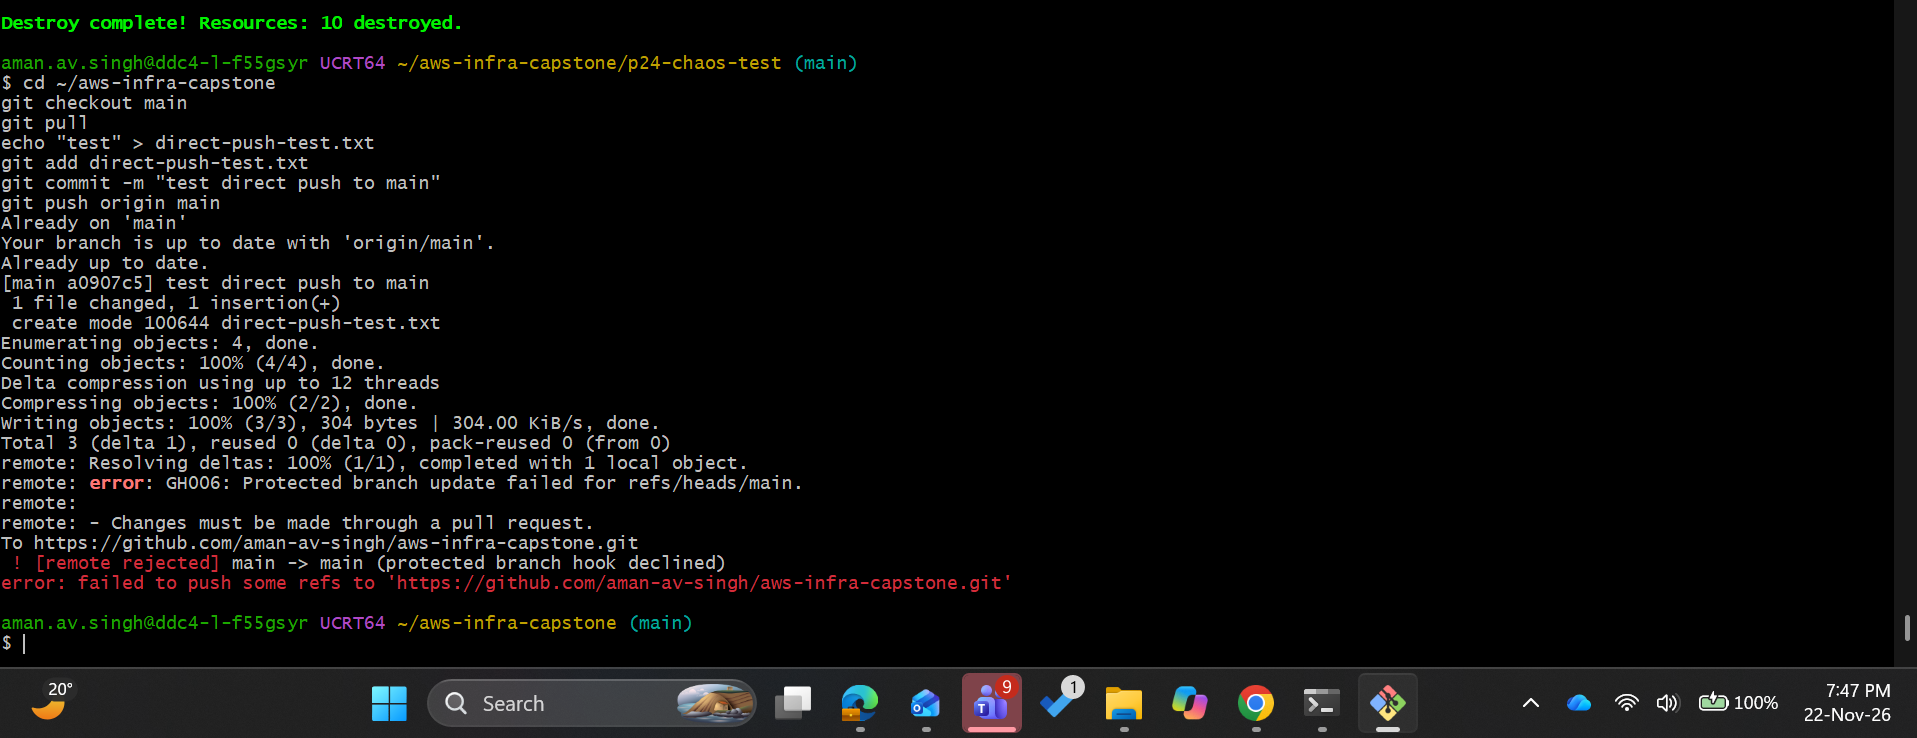 Destroy complete! Resources: 10 destroyed.
aman.av.singh@ddc4-l-f55gsyr UCRT64 ~/aws-infra-capstone/p24-chaos-test (main)
$ cd ~/aws-infra-capstone
git checkout main
git pull
echo "test" > direct-push-test.txt
git add direct-push-test.txt
git commit -m "test direct push to main"
git push origin main
Already on 'main'
Your branch is up to date with 'origin/main'.
Already up to date.
[main a0907c5] test direct push to main
 1 file changed, 1 insertion(+)
 create mode 100644 direct-push-test.txt
Enumerating objects: 4, done.
Counting objects: 100% (4/4), done.
Delta compression using up to 12 threads
Compressing objects: 100% (2/2), done.
Writing objects: 100% (3/3), 304 bytes | 304.00 KiB/s, done.
Total 3 (delta 1), reused 0 (delta 0), pack-reused 0 (from 0)
remote: Resolving deltas: 100% (1/1), completed with 1 local object.
remote: error: GH006: Protected branch update failed for refs/heads/main.
remote:
remote: - Changes must be made through a pull request.
To https://github.com/aman-av-singh/aws-infra-capstone.git
 ! [remote rejected] main -> main (protected branch hook declined)
error: failed to push some refs to 'https://github.com/aman-av-singh/aws-infra-capstone.git'
aman.av.singh@ddc4-l-f55gsyr UCRT64 ~/aws-infra-capstone (main)
$
20°
Search
9
1
100%
7:47 PM
22-Nov-26